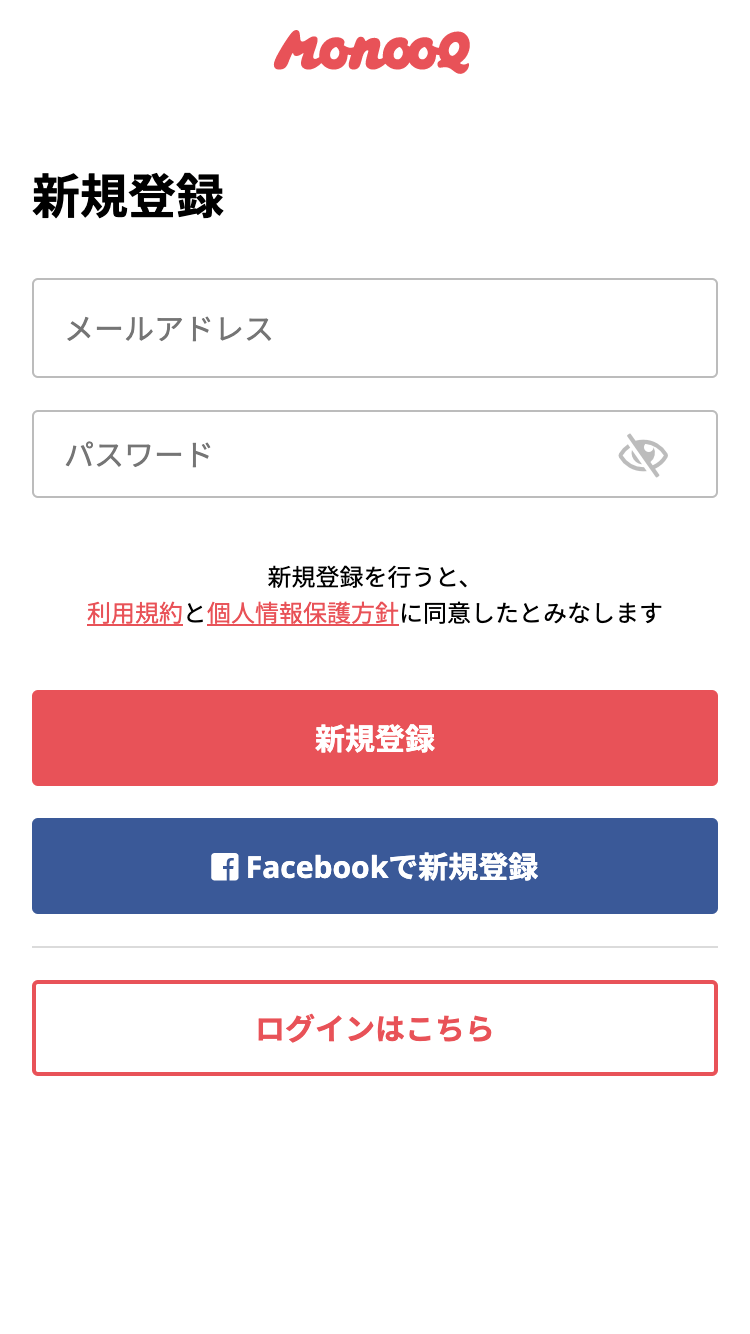 MonooQ
新規登録
メールアドレス
パスワード
新規登録を行うと、
利用規約と個人情報保護方針に同意したとみなします
新規登録
Facebookで新規登録
ログインはこちら